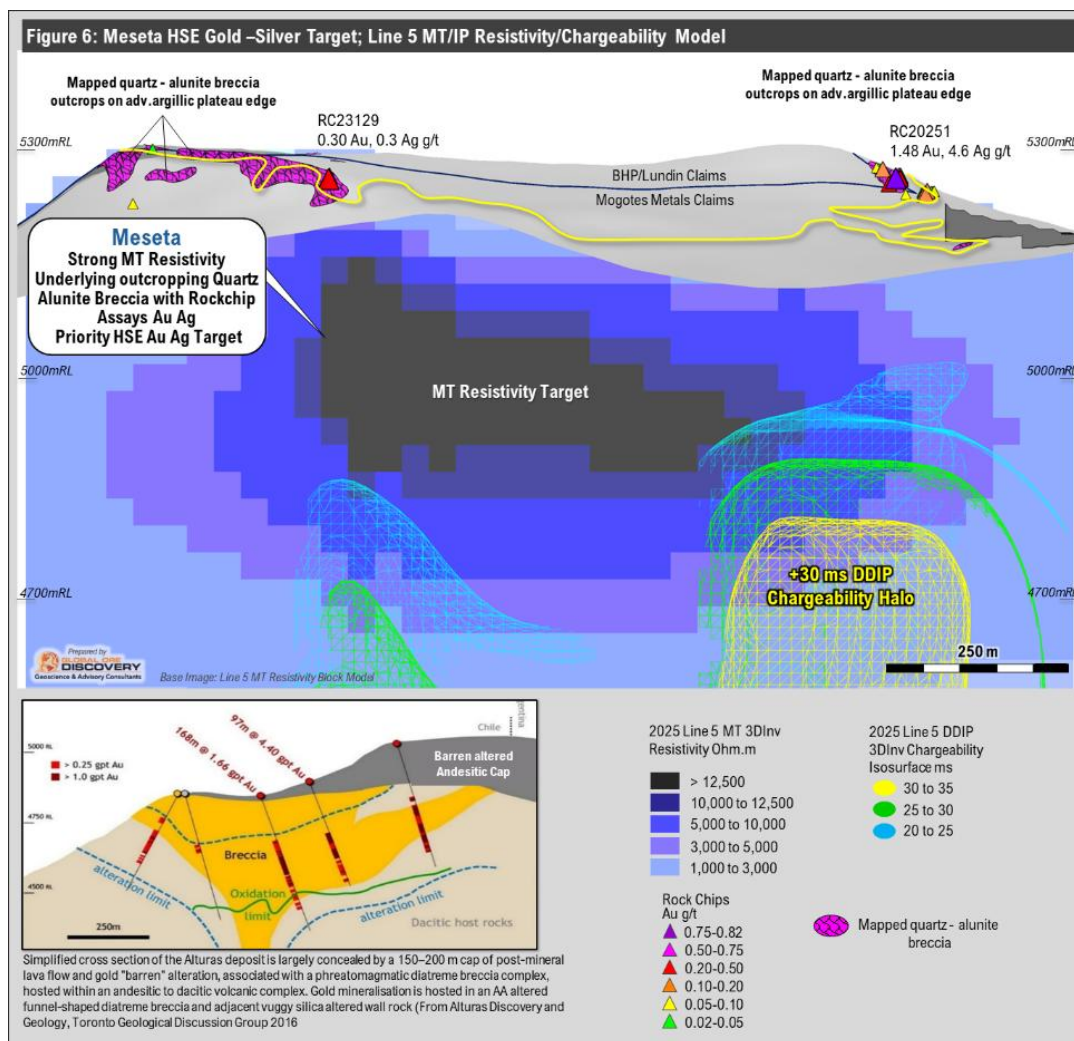 Figure 6: Meseta HSE Gold –Silver Target; Line 5 MT/IP Resistivity/Chargeability Model
Mapped quartz - alunite breccia
outcrops on adv.argillic plateau edge
Mapped quartz - alunite breccia
outcrops on adv.argillic plateau edge
RC23129
0.30 Au, 0.3 Ag g/t
RC20251
1.48 Au, 4.6 Ag g/t
5300mRL
5300mRL
BHP/Lundin Claims
Mogotes Metals Claims
Meseta
Strong MT Resistivity
Underlying outcropping Quartz
Alunite Breccia with Rockchip
Assays Au Ag
Priority HSE Au Ag Target
5000mRL
5000mRL
MT Resistivity Target
+30 ms DDIP
Chargeability Halo
4700mRL
4700mRL
250 m
Prepared by
GLOBAL ORE
DISCOVERY
Geoscience & Advisory Consultants
Base Image: Line 5 MT Resistivity Block Model
5000 RL
4750 RL
4500 RL
> 0.25 gpt Au
> 1.0 gpt Au
168m @ 1.66 gpt Au
97m @ 4.40 gpt Au
Chile
Barren altered
Andesitic Cap
Breccia
Oxidation
limit
alteration limit
alteration limit
Dacitic host rocks
250m
Simplified cross section of the Alturas deposit is largely concealed by a 150–200 m cap of post-mineral
lava flow and gold "barren" alteration, associated with a phreatomagmatic diatreme breccia complex,
hosted within an andesitic to dacitic volcanic complex. Gold mineralisation is hosted in an AA altered
funnel-shaped diatreme breccia and adjacent vuggy silica altered wall rock (From Alturas Discovery and
Geology, Toronto Geological Discussion Group 2016
2025 Line 5 MT 3DInv
Resistivity Ohm.m
> 12,500
10,000 to 12,500
5,000 to 10,000
3,000 to 5,000
1,000 to 3,000
2025 Line 5 DDIP
3DInv Chargeability
Isosurface ms
30 to 35
25 to 30
20 to 25
Rock Chips
Au g/t
0.75-0.82
0.50-0.75
0.20-0.50
0.10-0.20
0.05-0.10
0.02-0.05
Mapped quartz - alunite
breccia